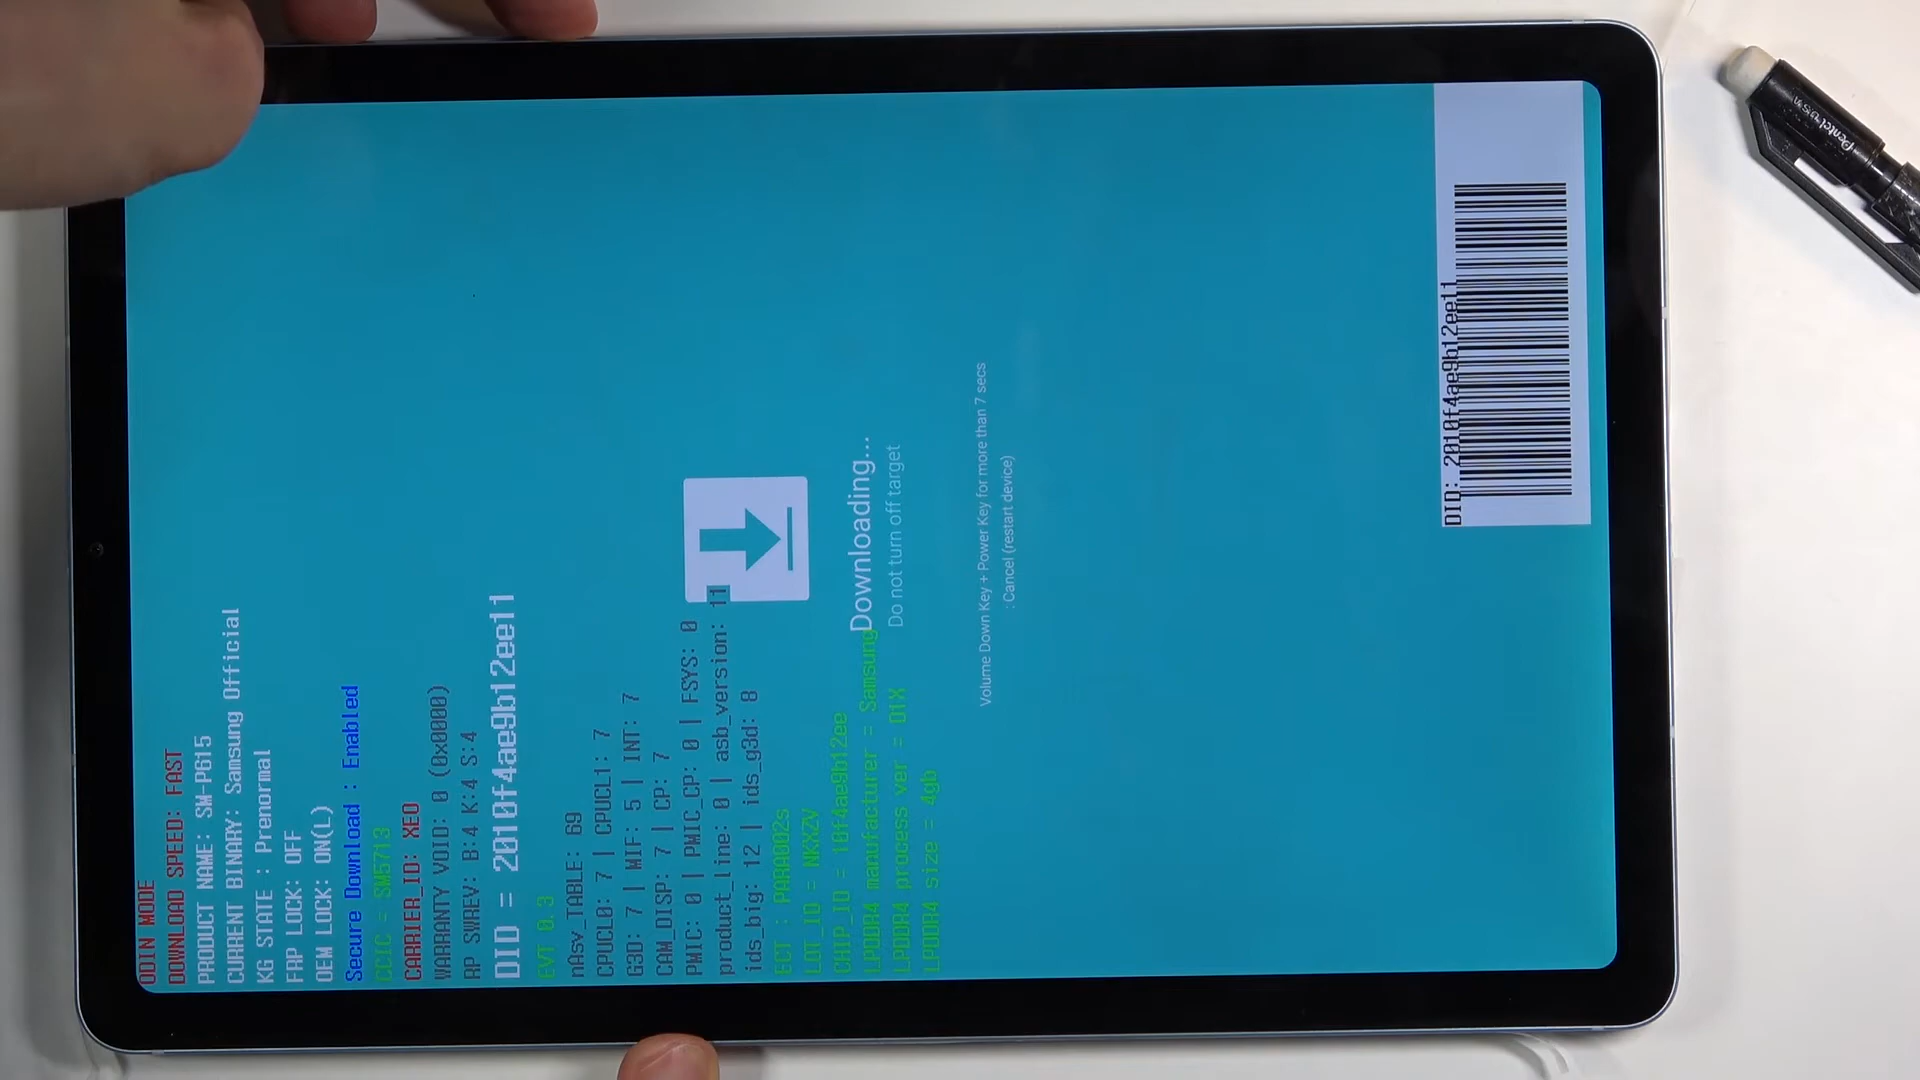 ODIN MODE
DOWNLOAD SPEED: FAST
PRODUCT NAME: SM-P615
CURRENT BINARY: Samsung Official
KG STATE : Prenormal
FRP LOCK: OFF
OEM LOCK: ON(L)
Secure Download : Enabled
CCIC = SM5713
CARRIER_ID: XEO
WARRANTY VOID: 0 (0x0000)
RP SWREV: B:4 K:4 S:4
DID = 2010f4ae9b12ee11
EVT 0.3
nAsv_TABLE: 69
CPUCL0: 7 | CPUCL1: 7
G3D: 7 | MIF: 5 | INT: 7
CAM_DISP: 7 | CP: 7
PMIC: 0 | PMIC_CP: 0 | FSYS: 0
product_line: 0 | asb_version: 11
ids_big: 12 | ids_g3d: 8
ECT : PARA002s
LOT_ID = NKXZV
CHIP_ID = 10f4ae9b12ee
LPDDR4 manufacturer = Samsung
LPDDR4 process ver = D1X
LPDDR4 size = 4gb
Downloading...
Do not turn off target
Volume Down Key + Power Key for more than 7 secs
: Cancel (restart device)
DID: 2010f4ae9b12ee11
Pentel